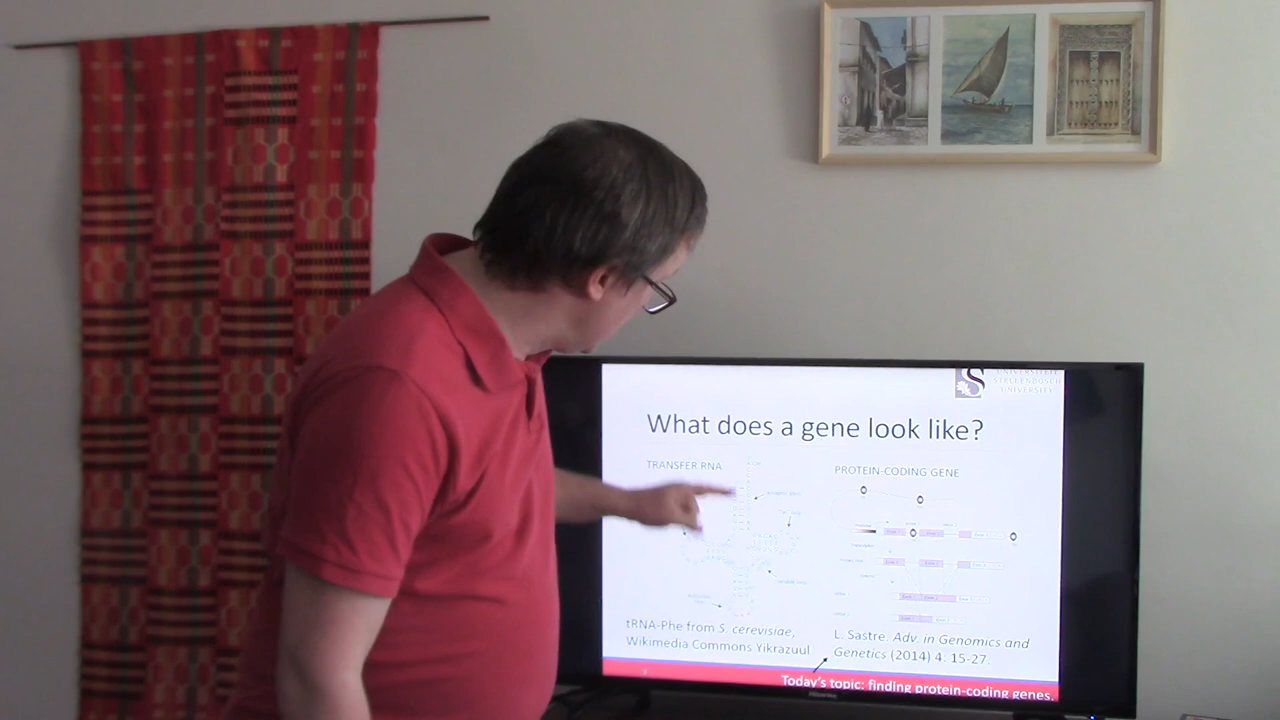 UNIVERSITEIT
STELLENBOSCH
UNIVERSITY
What does a gene look like?
TRANSFER RNA
PROTEIN-CODING GENE
tRNA-Phe from S. cerevisiae,
Wikimedia Commons Yikrazuul
L. Sastre. Adv. in Genomics and
Genetics (2014) 4: 15-27.
Today's topic: finding protein-coding genes.
Hisense